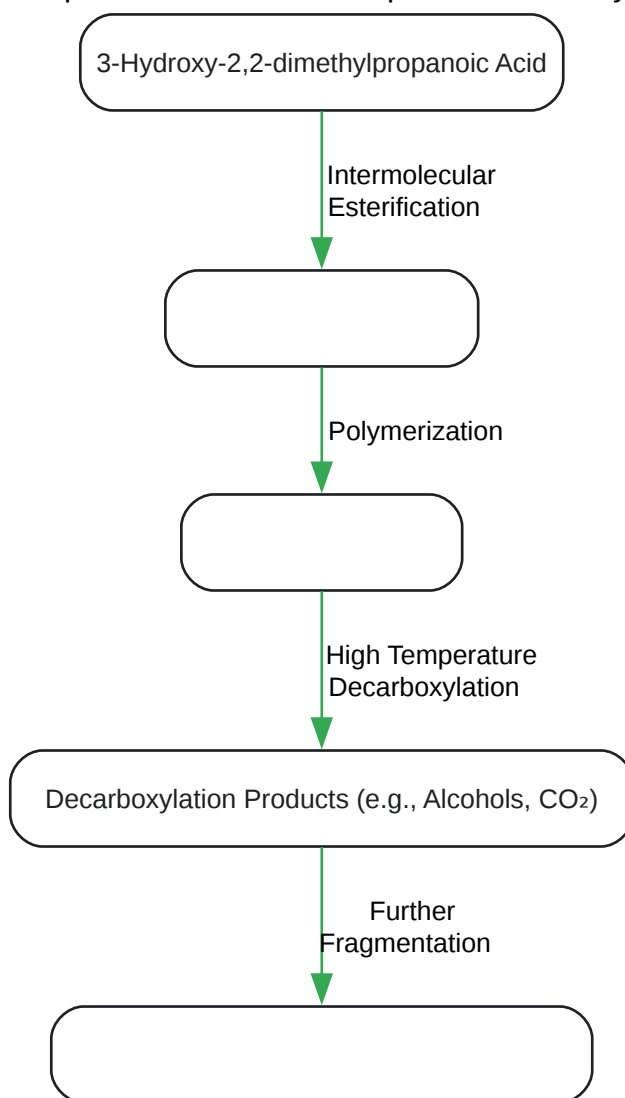 3-Hydroxy-2,2-dimethylpropanoic Acid
Intermolecular
Esterification
Polymerization
High Temperature
Decarboxylation
Decarboxylation Products (e.g., Alcohols, CO₂)
Further
Fragmentation